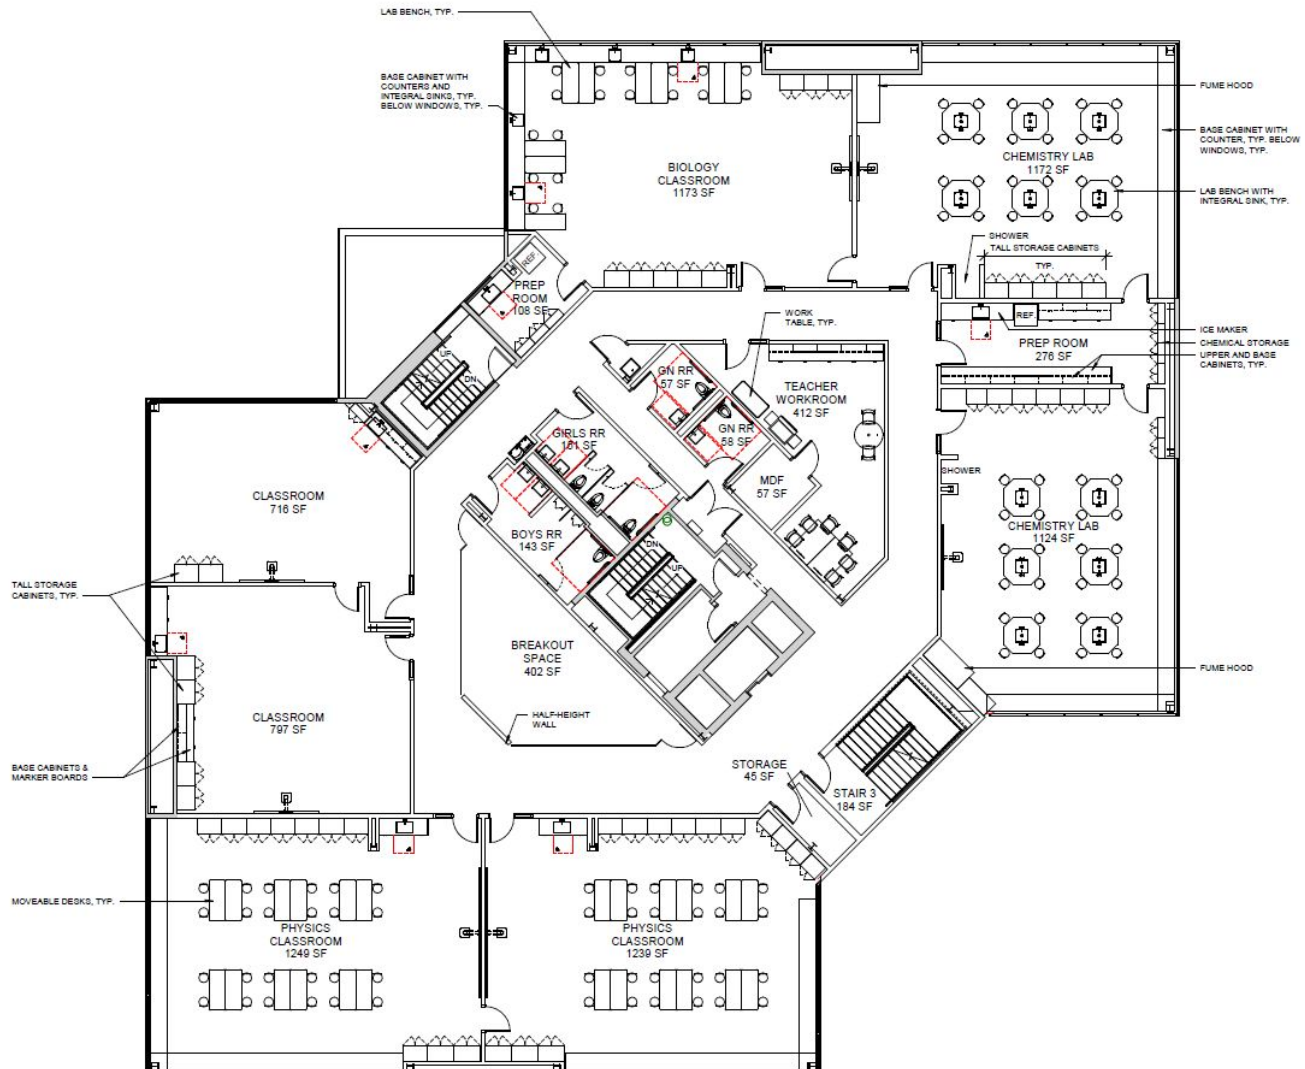 LAB BENCH, TYP.
BASE CABINET WITH
COUNTERS AND
INTEGRAL SINKS, TYP.
BELOW WINDOWS, TYP.
FUME HOOD
BASE CABINET WITH
COUNTER, TYP. BELOW
WINDOWS, TYP.
CHEMISTRY LAB
1172 SF
BIOLOGY
CLASSROOM
1173 SF
LAB BENCH WITH
INTEGRAL SINK, TYP.
SHOWER
TALL STORAGE CABINETS
TYP.
REF.
PREP
ROOM
108 SF
WORK
TABLE, TYP.
REF.
ICE MAKER
CHEMICAL STORAGE
UPPER AND BASE
CABINETS, TYP.
PREP ROOM
276 SF
UP
DN
GN RR
57 SF
TEACHER
WORKROOM
412 SF
GN RR
58 SF
GIRLS RR
161 SF
MDF
57 SF
SHOWER
CLASSROOM
716 SF
BOYS RR
143 SF
CHEMISTRY LAB
1124 SF
DN
UP
TALL STORAGE
CABINETS, TYP.
BREAKOUT
SPACE
402 SF
FUME HOOD
CLASSROOM
797 SF
HALF-HEIGHT
WALL
BASE CABINETS &
MARKER BOARDS
STORAGE
45 SF
STAIR 3
184 SF
MOVEABLE DESKS, TYP.
PHYSICS
CLASSROOM
1249 SF
PHYSICS
CLASSROOM
1239 SF